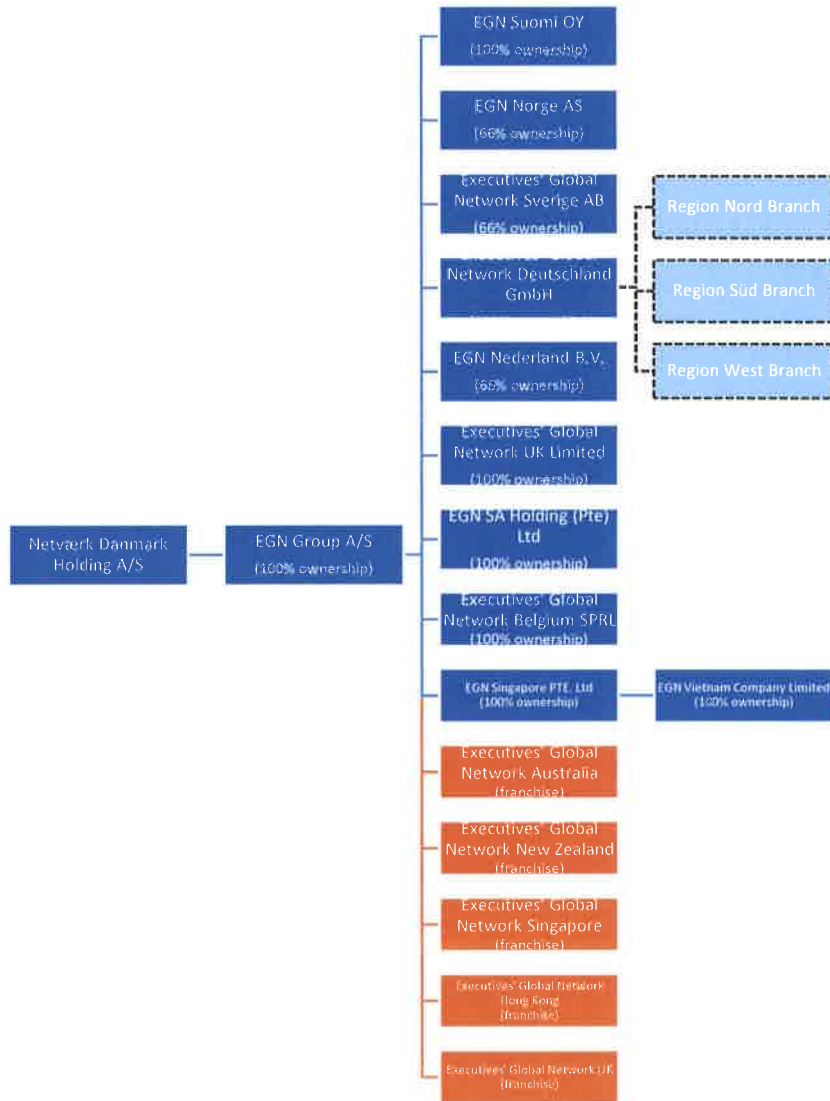 EGN Suomi OY
(100% ownership)
EGN Norge AS
(66% ownership)
Executives' Global
Network Sverige AB
(66% ownership)
Region Nord Branch
Network Deutschland
GmbH
Region Süd Branch
EGN Nederland B.V.
(66% ownership)
Region West Branch
Executives' Global
Network UK Limited
(100% ownership)
EGN SA Holding (Pte)
Ltd
(100% ownership)
Netværk Danmark
Holding A/S
EGN Group A/S
(100% ownership)
Executives' Global
Network Belgium SPRL
(100% ownership)
EGN Singapore PTE. Ltd
(100% ownership)
EGN Vietnam Company Limited
(100% ownership)
Executives' Global
Network Australia
(franchise)
Executives' Global
Network New Zealand
(franchise)
Executives' Global
Network Singapore
(franchise)
Executives' Global Network
Hong Kong
(franchise)
Executives' Global Network UK
(franchise)